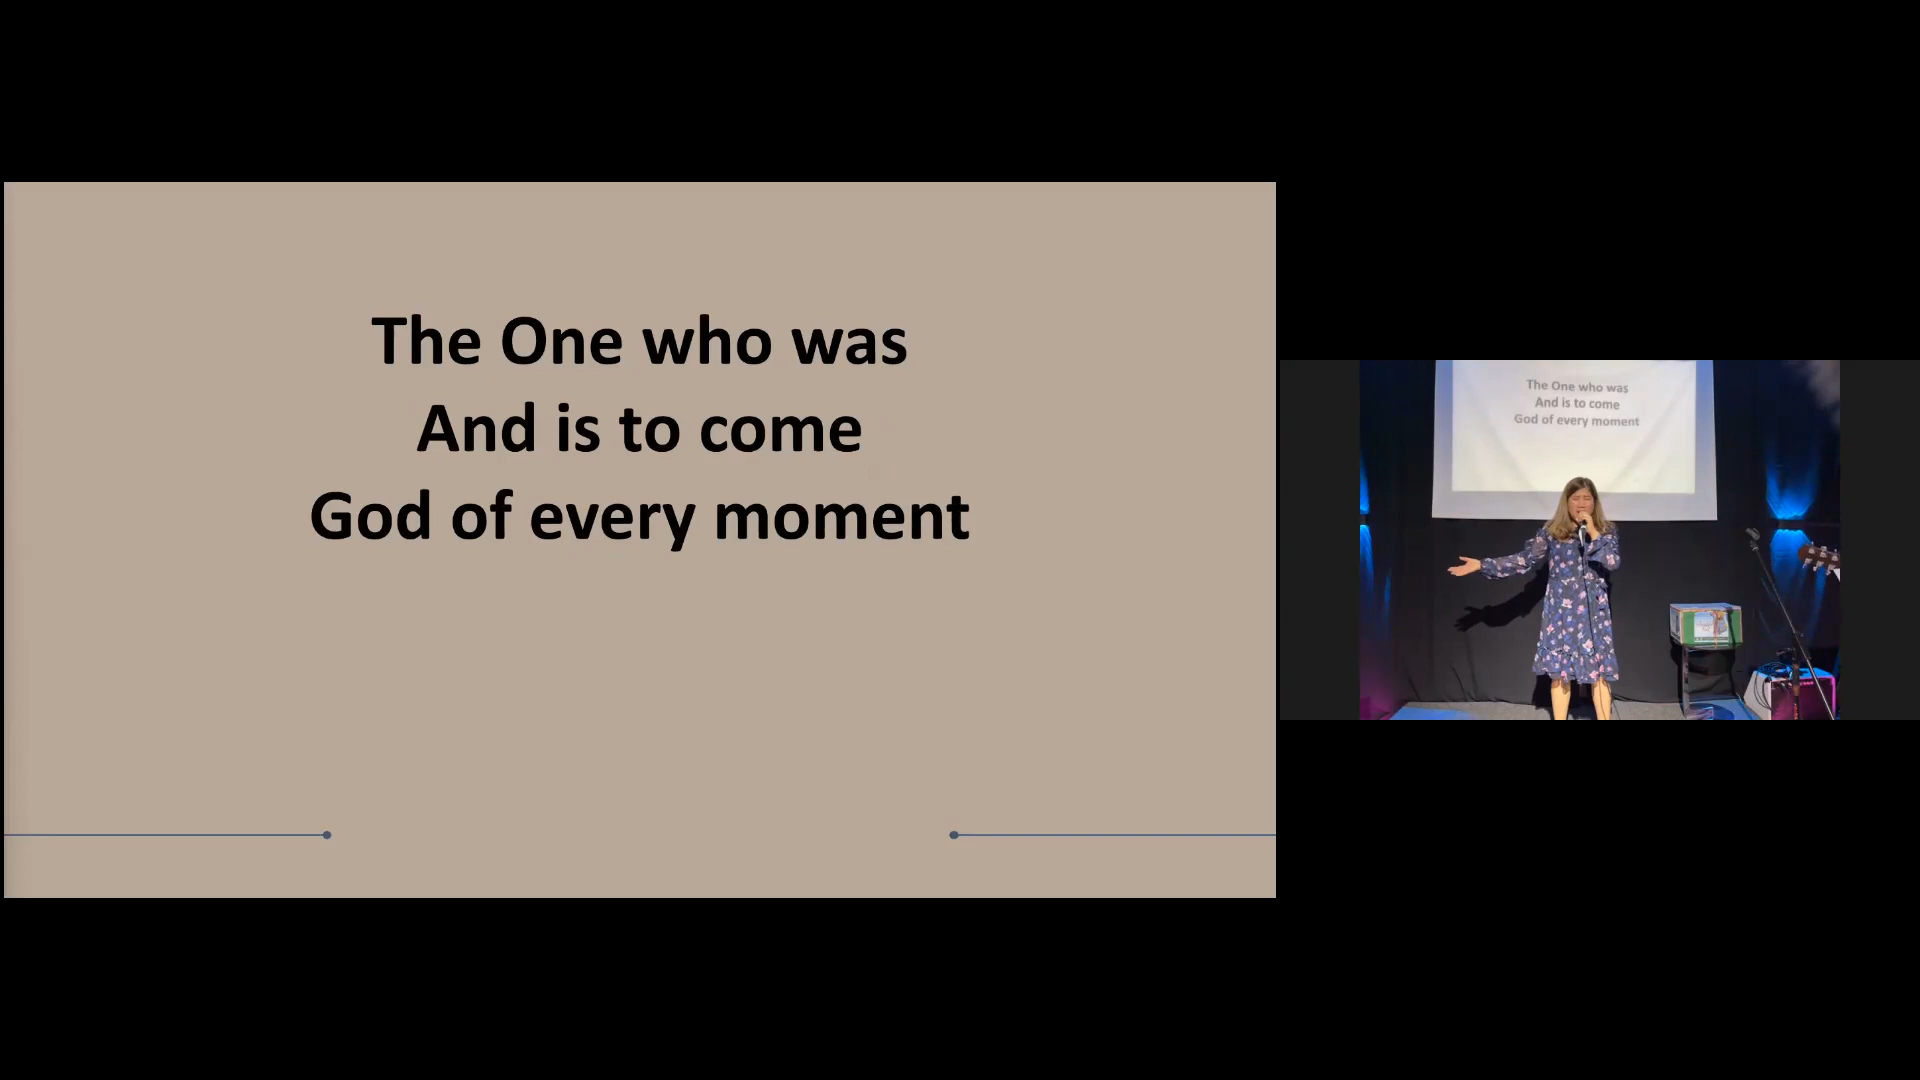 The One who was
And is to come
God of every moment
The One who was
And is to come
God of every moment